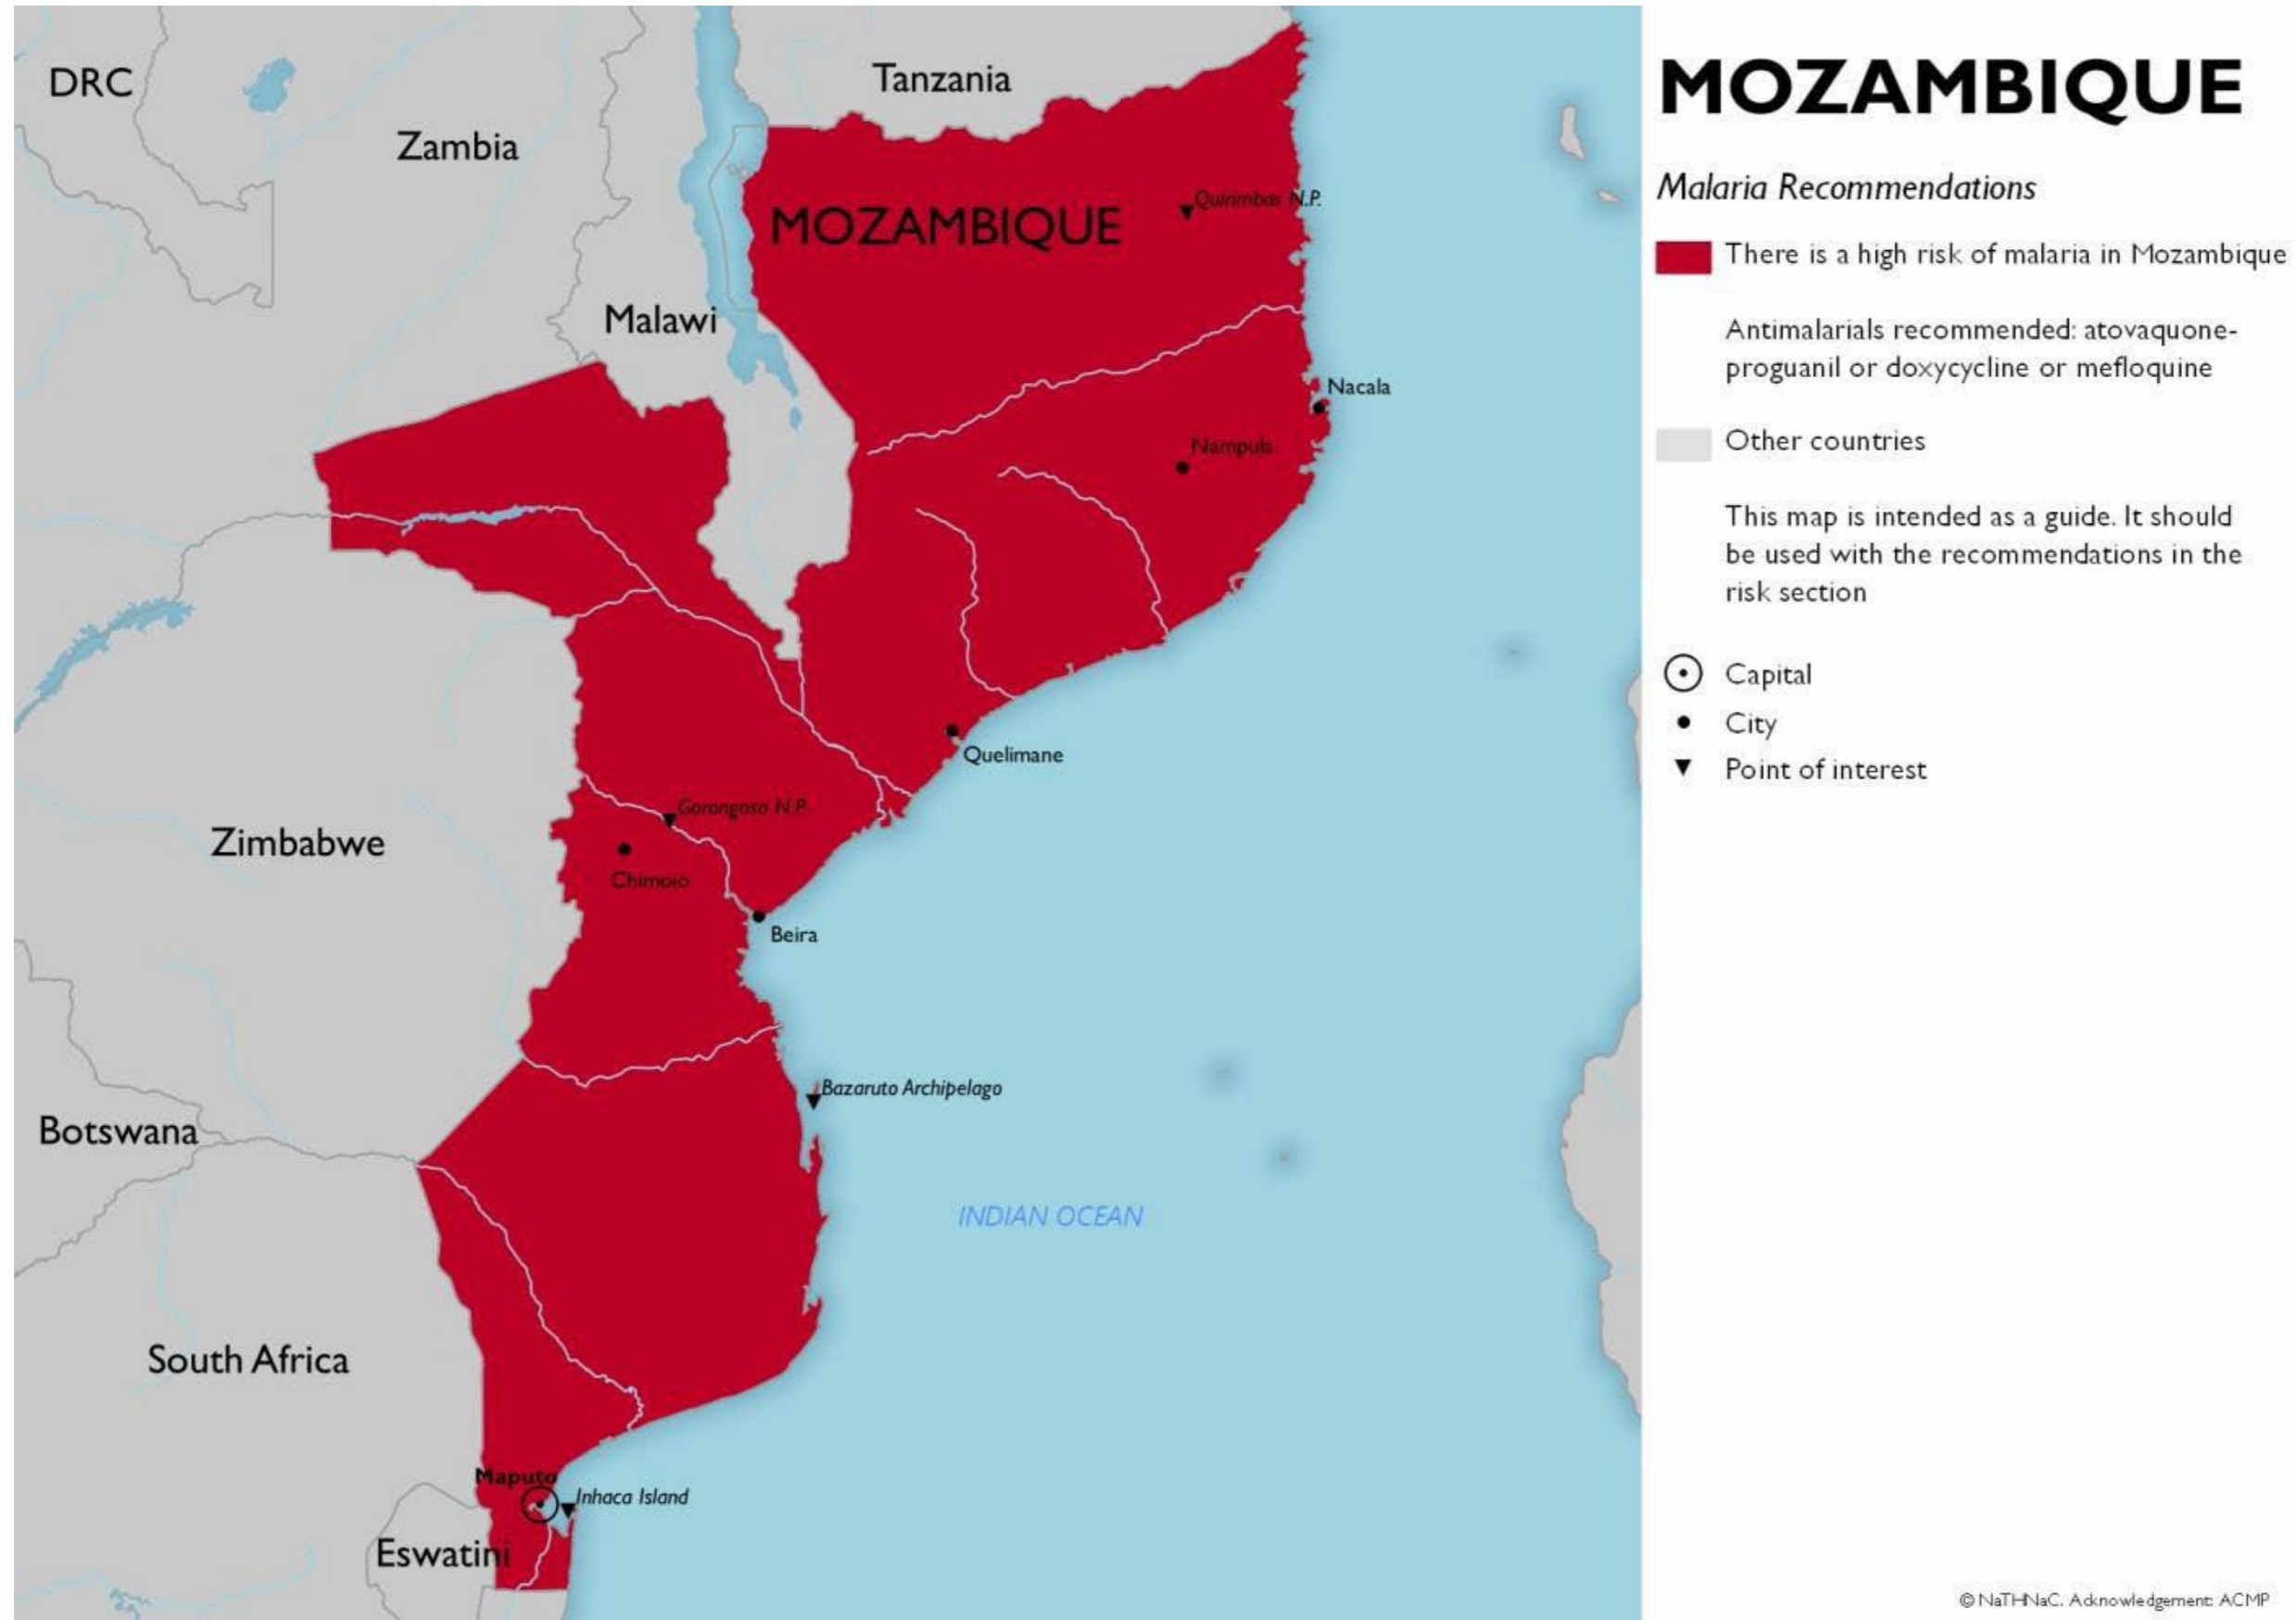 DRC
Tanzania
Zambia
MOZAMBIQUE
Quirimbas N.P.
Malawi
Nacala
Nampula
Quelimane
Gorongoso N.P.
Zimbabwe
Chimoio
Beira
Bazaruto Archipelago
Botswana
INDIAN OCEAN
South Africa
Maputo
Inhaca Island
Eswatini
MOZAMBIQUE
Malaria Recommendations
There is a high risk of malaria in Mozambique
Antimalarials recommended: atovaquone-
proguanil or doxycycline or mefloquine
Other countries
This map is intended as a guide. It should
be used with the recommendations in the
risk section
Capital
City
Point of interest
© NaTHNaC. Acknowledgement: ACMP